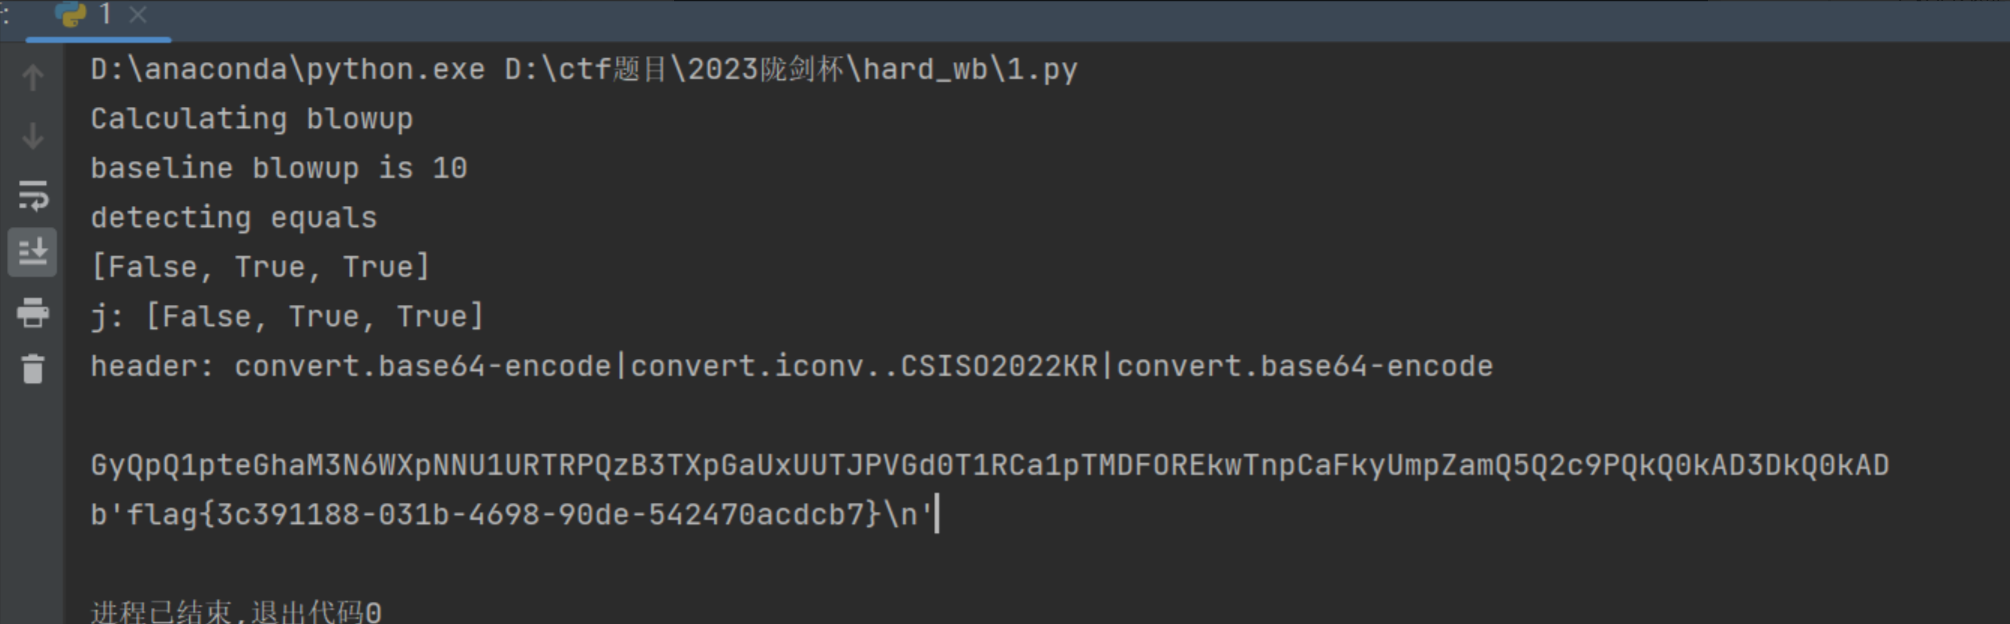 1
D:\anaconda\python.exe D:\ctf题目\2023陇剑杯\hard_wb\1.py
Calculating blowup
baseline blowup is 10
detecting equals
[False, True, True]
j: [False, True, True]
header: convert.base64-encode|convert.iconv..CSISO2022KR|convert.base64-encode
GyQpQ1pteGhaM3N6WXpNNU1URTRPQzB3TXpGaUxUUTJPVGd0T1RCa1pTMDFOREkwTnpCaFkyUmpZamQ5Q2c9PQkQ0kAD3DkQ0kAD
b'flag{3c391188-031b-4698-90de-542470acdcb7}\n'
进程已结束,退出代码0